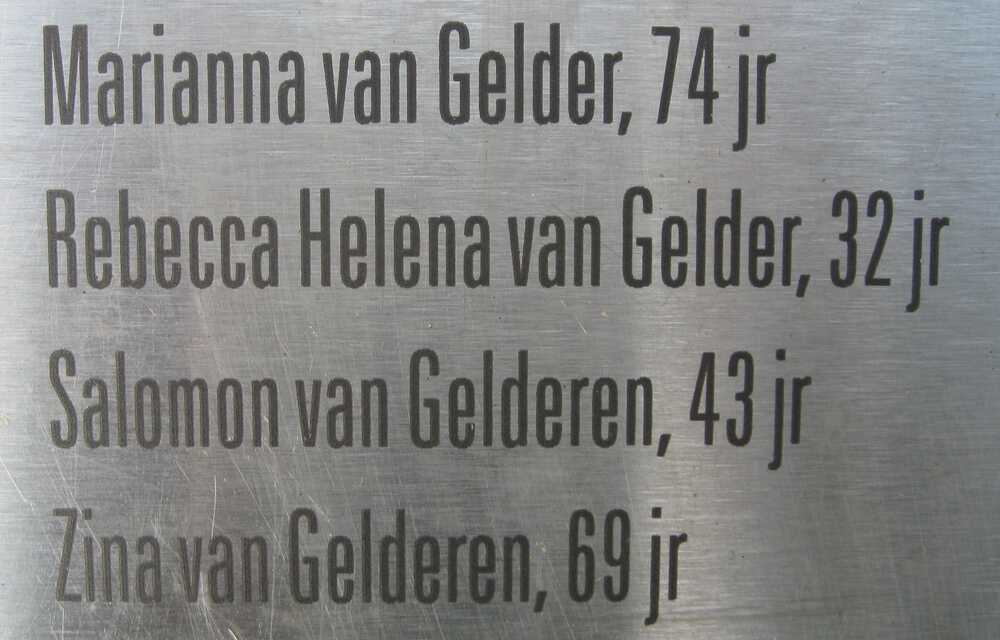 Marianna van Gelder, 74 jr
Rebecca Helena van Gelder, 32 jr
Salomon van Gelderen, 43 jr
Zina van Gelderen, 69 jr